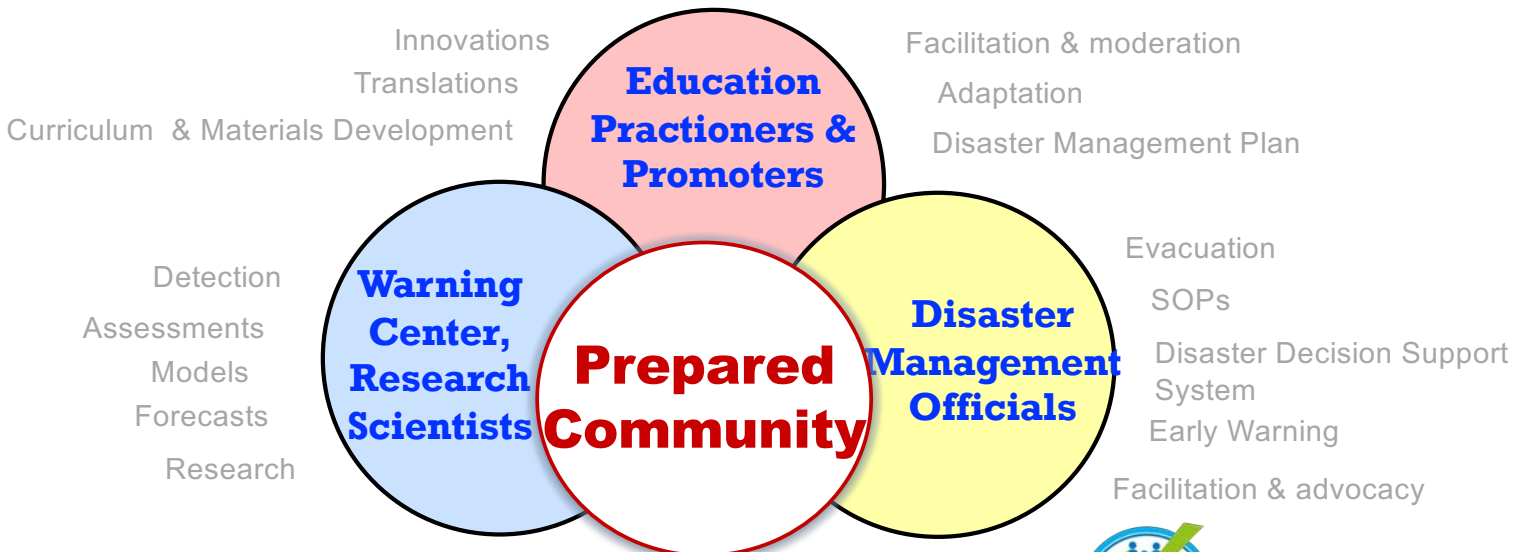 Innovations
Translations
Curriculum & Materials Development
Education
Practioners &
Promoters
Facilitation & moderation
Adaptation
Disaster Management Plan
Detection
Assessments
Models
Forecasts
Research
Warning
Center,
Research
Scientists
Prepared
Community
Disaster
Management
Officials
Evacuation
SOPs
Disaster Decision Support
System
Early Warning
Facilitation & advocacy